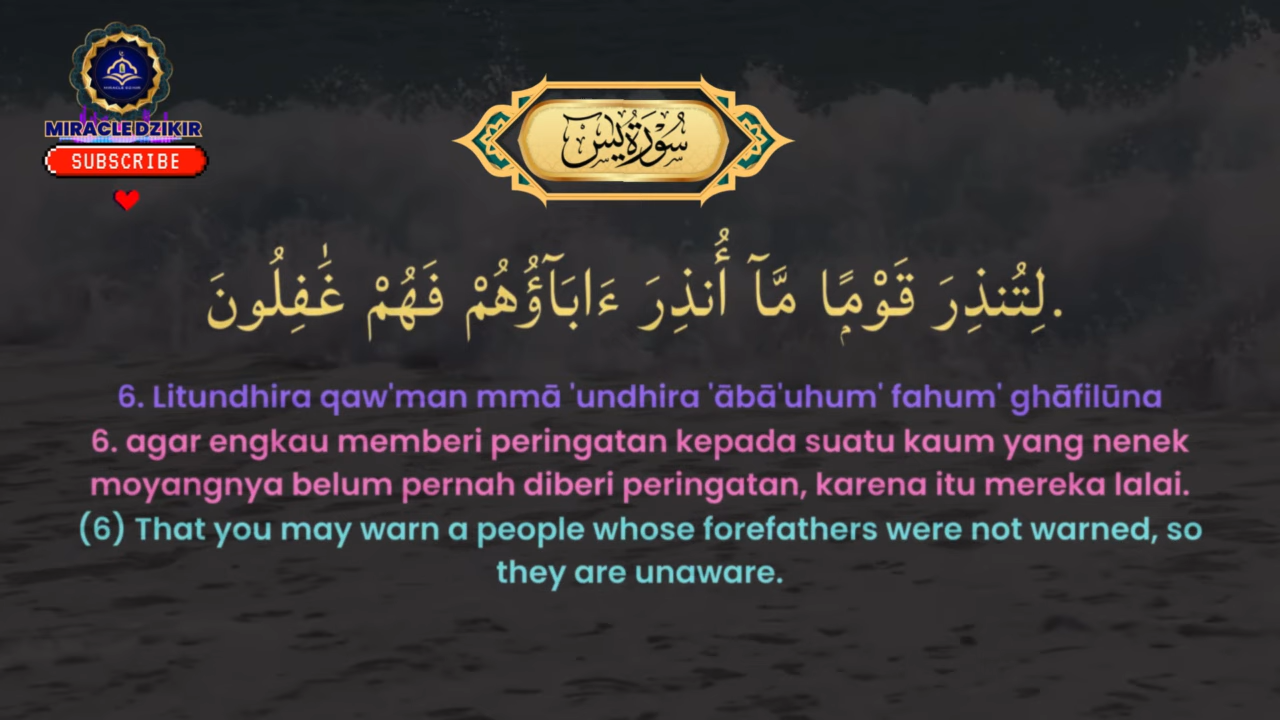 MIRACLEDZIKIR
SUBSCRIBE
سُورَةُ يس
.لِتُنذِرَ قَوْمًۭا مَّآ أُنذِرَ ءَابَآؤُهُمْ فَهُمْ غَـٰفِلُونَ
6. Litundhira qaw'man mmā 'undhira 'ābā'uhum' fahum' ghāfilūna
6. agar engkau memberi peringatan kepada suatu kaum yang nenek
moyangnya belum pernah diberi peringatan, karena itu mereka lalai.
(6) That you may warn a people whose forefathers were not warned, so
they are unaware.